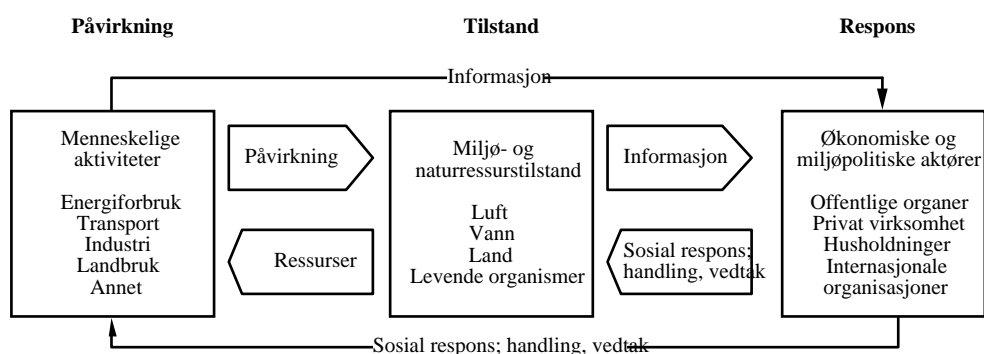 Påvirkning
Tilstand
Respons
Informasjon
Menneskelige
aktiviteter
Energiforbruk
Transport
Industri
Landbruk
Annet
Påvirkning
Ressurser
Miljø- og
naturressurstilstand
Luft
Vann
Land
Levende organismer
Informasjon
Sosial respons;
handling, vedtak
Økonomiske og
miljøpolitiske aktører
Offentlige organer
Privat virksomhet
Husholdninger
Internasjonale
organisasjoner
Sosial respons; handling, vedtak